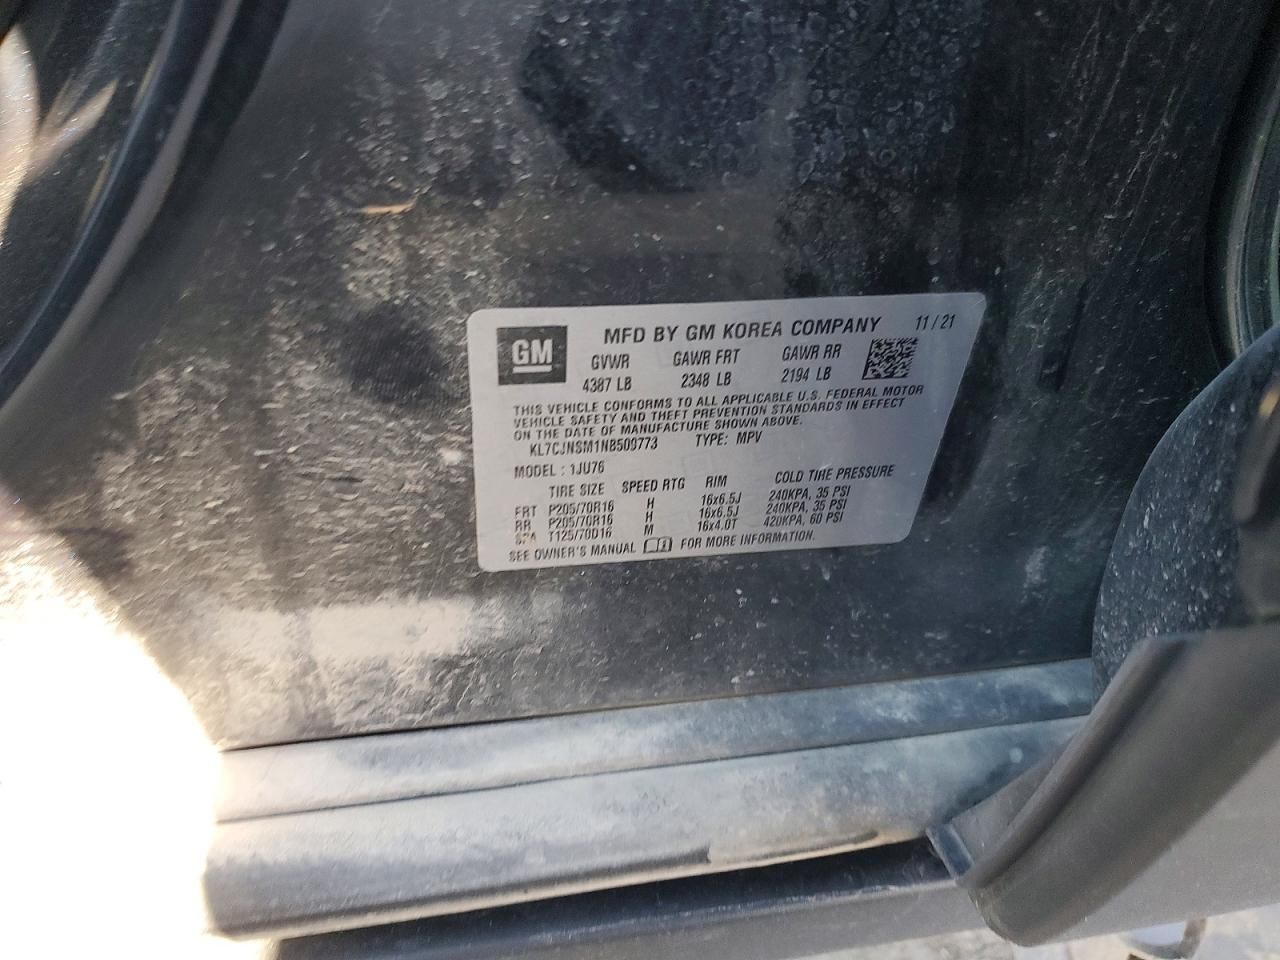 MFD BY GM KOREA COMPANY 11/21
GM GVWR GAWR FRT GAWR RR
4387 LB 2348 LB 2194 LB
THIS VEHICLE CONFORMS TO ALL APPLICABLE U.S. FEDERAL MOTOR
VEHICLE SAFETY AND THEFT PREVENTION STANDARDS IN EFFECT
ON THE DATE OF MANUFACTURE SHOWN ABOVE.
KL7CJNSM1NB509773 TYPE: MPV
MODEL : 1JU76
TIRE SIZE SPEED RTG RIM COLD TIRE PRESSURE
FRT P205/70R16 H 16x6.5J 240KPA, 35 PSI
RR P205/70R16 H 16x6.5J 240KPA, 35 PSI
SPA T125/70D16 M 16x4.0T 420KPA, 60 PSI
SEE OWNER'S MANUAL FOR MORE INFORMATION.